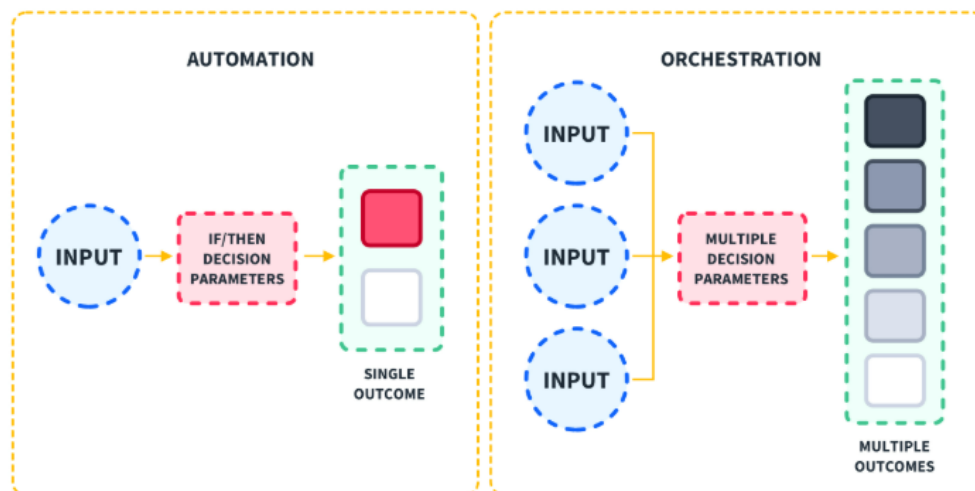 AUTOMATION
INPUT
IF/THEN
DECISION
PARAMETERS
SINGLE
OUTCOME
ORCHESTRATION
INPUT
INPUT
INPUT
MULTIPLE
DECISION
PARAMETERS
MULTIPLE
OUTCOMES